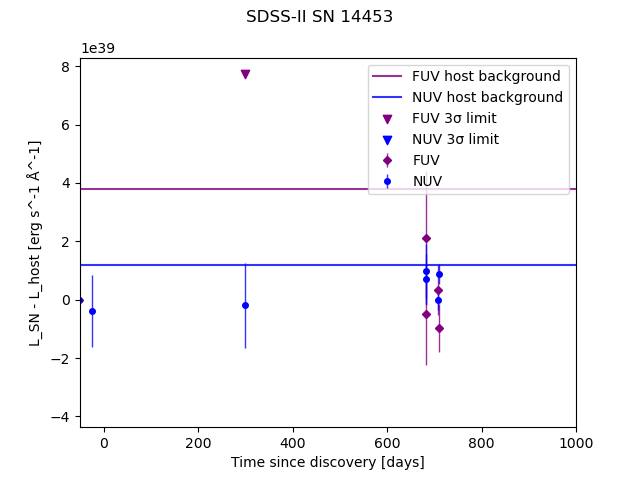 SDSS-II SN 14453
1e39
FUV host background
NUV host background
FUV 3σ limit
NUV 3σ limit
FUV
NUV
L_SN - L_host [erg s^-1 Å^-1]
8
6
4
2
0
−2
−4
0
200
400
600
800
1000
Time since discovery [days]